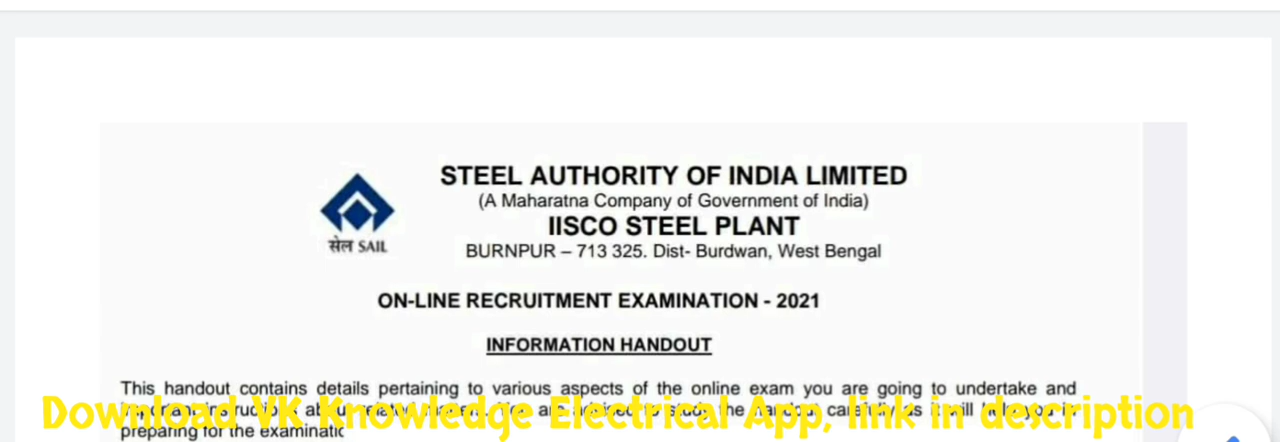 STEEL AUTHORITY OF INDIA LIMITED
(A Maharatna Company of Government of India)
IISCO STEEL PLANT
BURNPUR – 713 325. Dist- Burdwan, West Bengal
सेल SAIL
ON-LINE RECRUITMENT EXAMINATION - 2021
INFORMATION HANDOUT
This handout contains details pertaining to various aspects of the online exam you are going to undertake and
Download VK Knowledge Electrical App, link in description
preparing for the